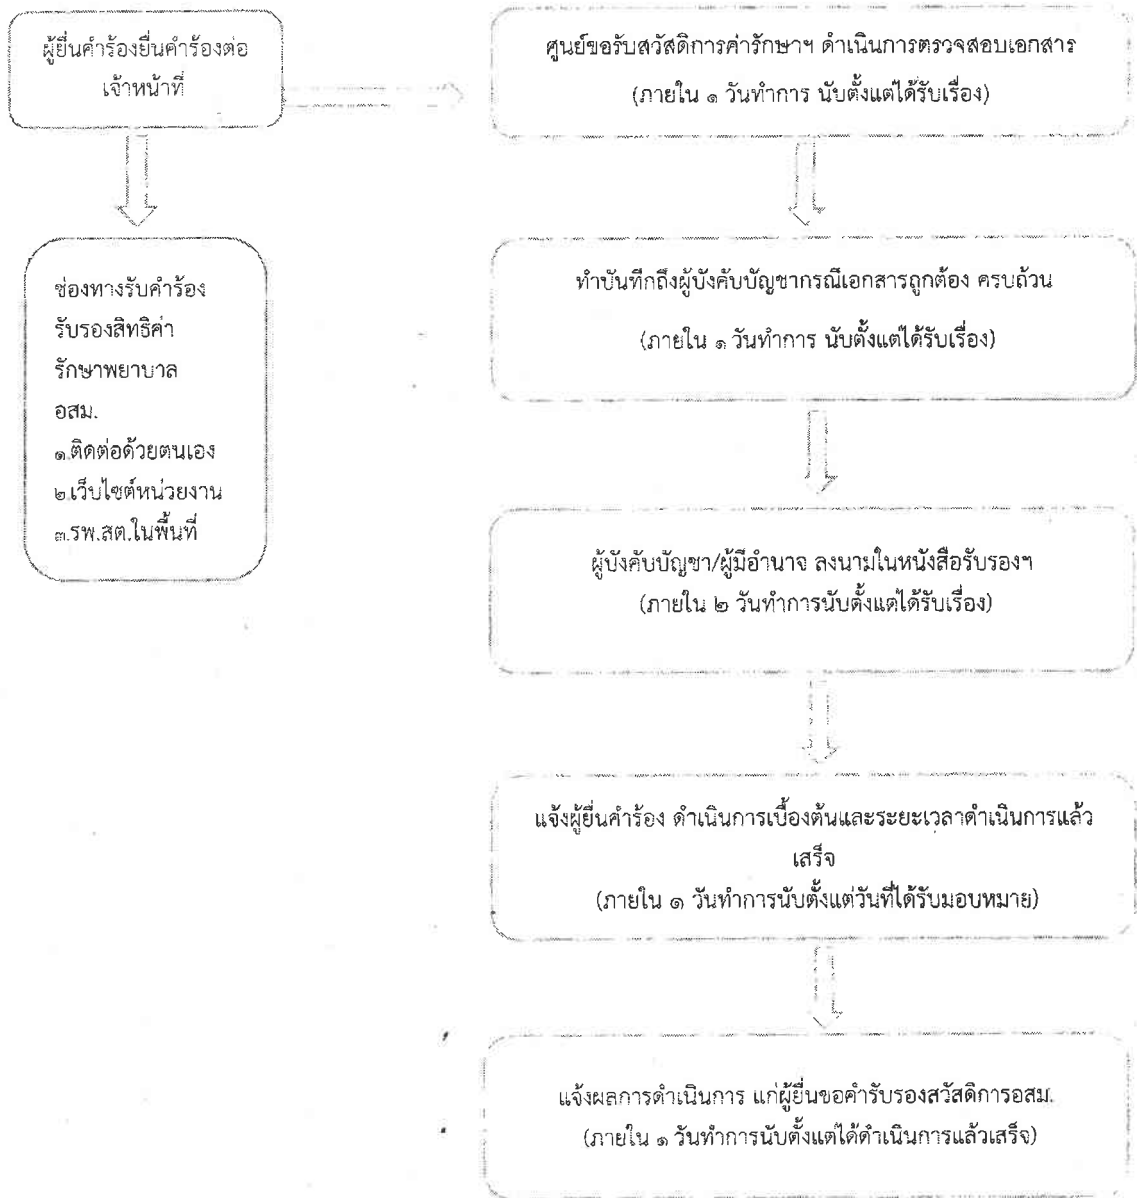 ผู้ยื่นคำร้องยื่นคำร้องต่อ
เจ้าหน้าที่
ช่องทางรับคำร้อง
รับรองสิทธิค่า
รักษาพยาบาล
อสม.
๑.ติดต่อด้วยตนเอง
๒.เว็บไซต์หน่วยงาน
๓.รพ.สต.ในพื้นที่
ศูนย์ขอรับสวัสดิการค่ารักษาฯ ดำเนินการตรวจสอบเอกสาร
(ภายใน ๑ วันทำการ นับตั้งแต่ได้รับเรื่อง)
ทำบันทึกถึงผู้บังคับบัญชากรณีเอกสารถูกต้อง ครบถ้วน
(ภายใน ๑ วันทำการ นับตั้งแต่ได้รับเรื่อง)
ผู้บังคับบัญชา/ผู้มีอำนาจ ลงนามในหนังสือรับรองฯ
(ภายใน ๒ วันทำการนับตั้งแต่ได้รับเรื่อง)
แจ้งผู้ยื่นคำร้อง ดำเนินการเบื้องต้นและระยะเวลาดำเนินการแล้ว
เสร็จ
(ภายใน ๑ วันทำการนับตั้งแต่วันที่ได้รับมอบหมาย)
แจ้งผลการดำเนินการ แก่ผู้ยื่นขอคำรับรองสวัสดิการอสม.
(ภายใน ๑ วันทำการนับตั้งแต่ได้ดำเนินการแล้วเสร็จ)